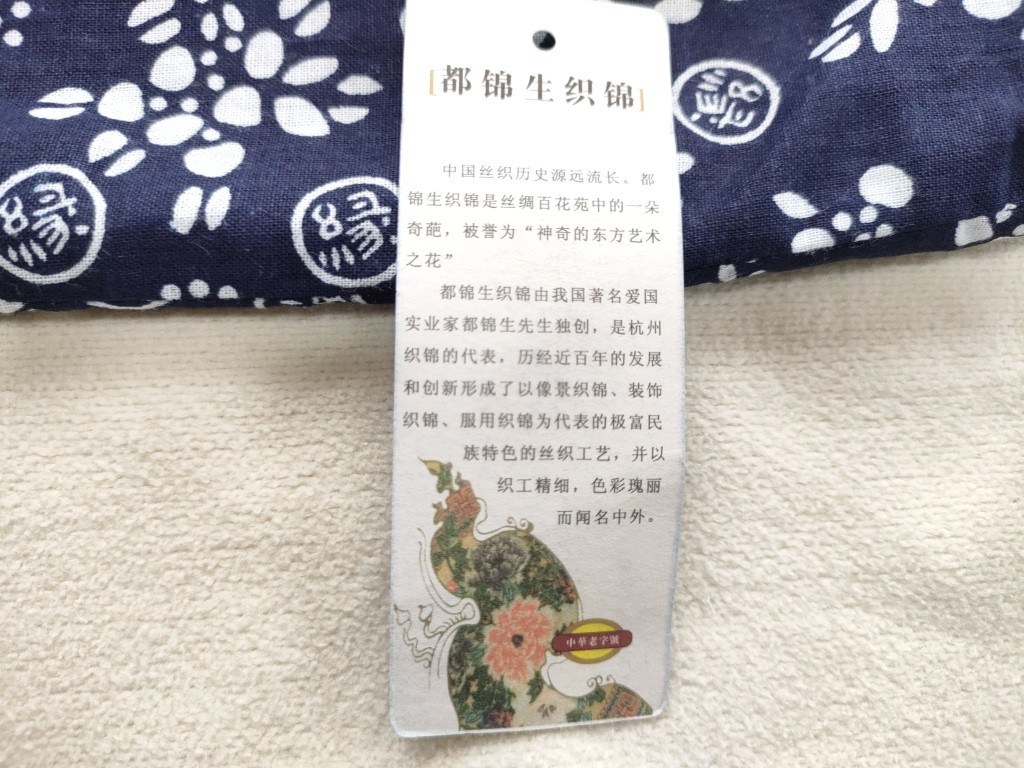 [都锦生织锦]
中国丝织历史源远流长。都
锦生织锦是丝绸百花苑中的一朵
奇葩，被誉为“神奇的东方艺术
之花”
都锦生织锦由我国著名爱国
实业家都锦生先生独创，是杭州
织锦的代表，历经近百年的发展
和创新形成了以像景织锦、装饰
织锦、服用织锦为代表的极富民
族特色的丝织工艺，并以
织工精细，色彩瑰丽
而闻名中外。
中华老字號